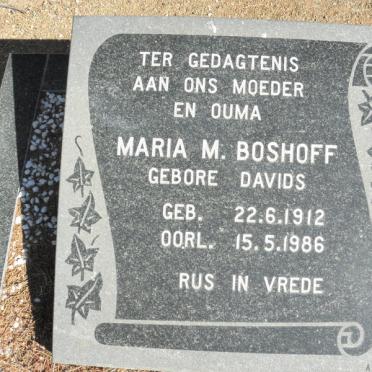 TER GEDAGTENIS
AAN ONS MOEDER
EN OUMA
MARIA M. BOSHOFF
GEBORE DAVIDS
GEB. 22.6.1912
OORL. 15.5.1986
RUS IN VREDE